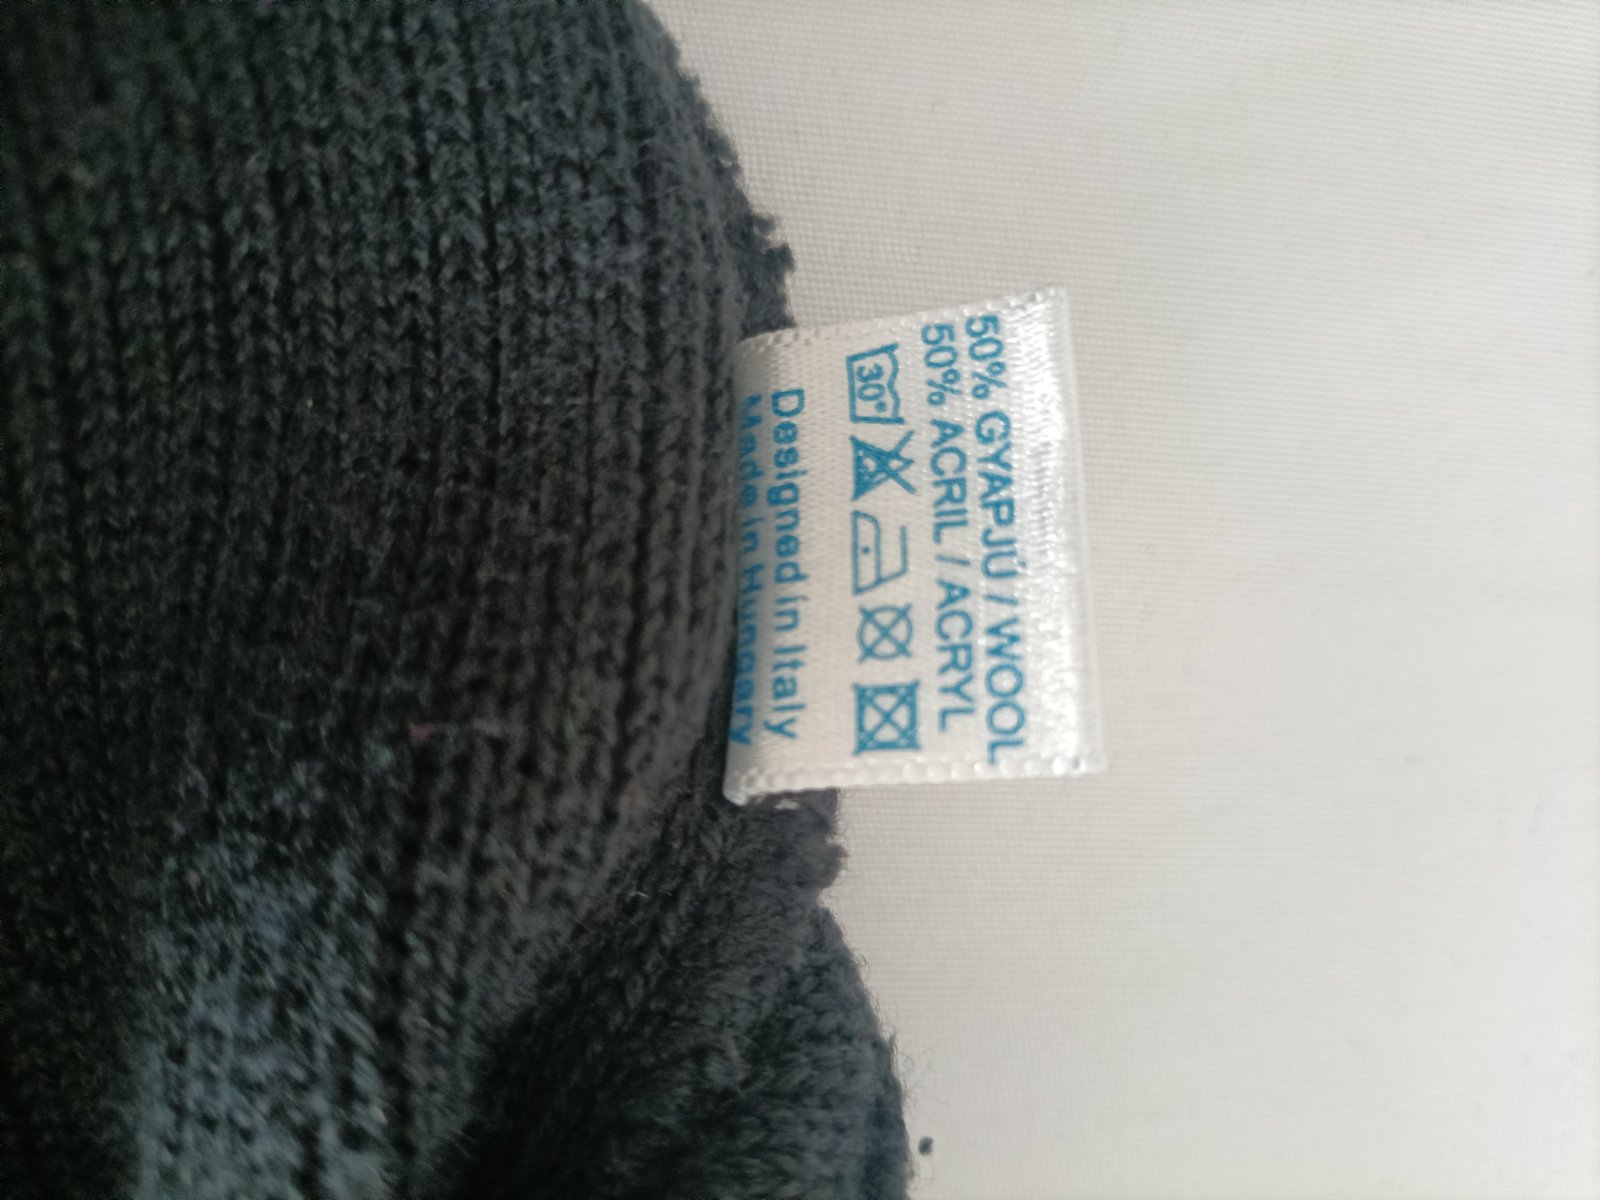 50% GYAPJÚ / WOOL
50% ACRIL / ACRYL
30°
Designed in Italy
Made in Hungary